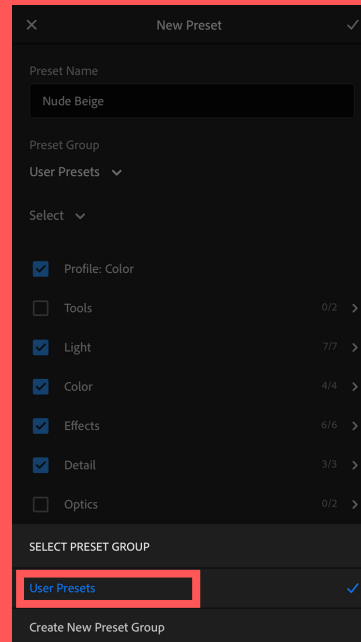 New Preset
Preset Name
Nude Beige
Preset Group
User Presets
Select
Profile: Color
Tools 0/2
Light 7/7
Color 4/4
Effects 6/6
Detail 3/3
Optics 0/2
SELECT PRESET GROUP
User Presets
Create New Preset Group